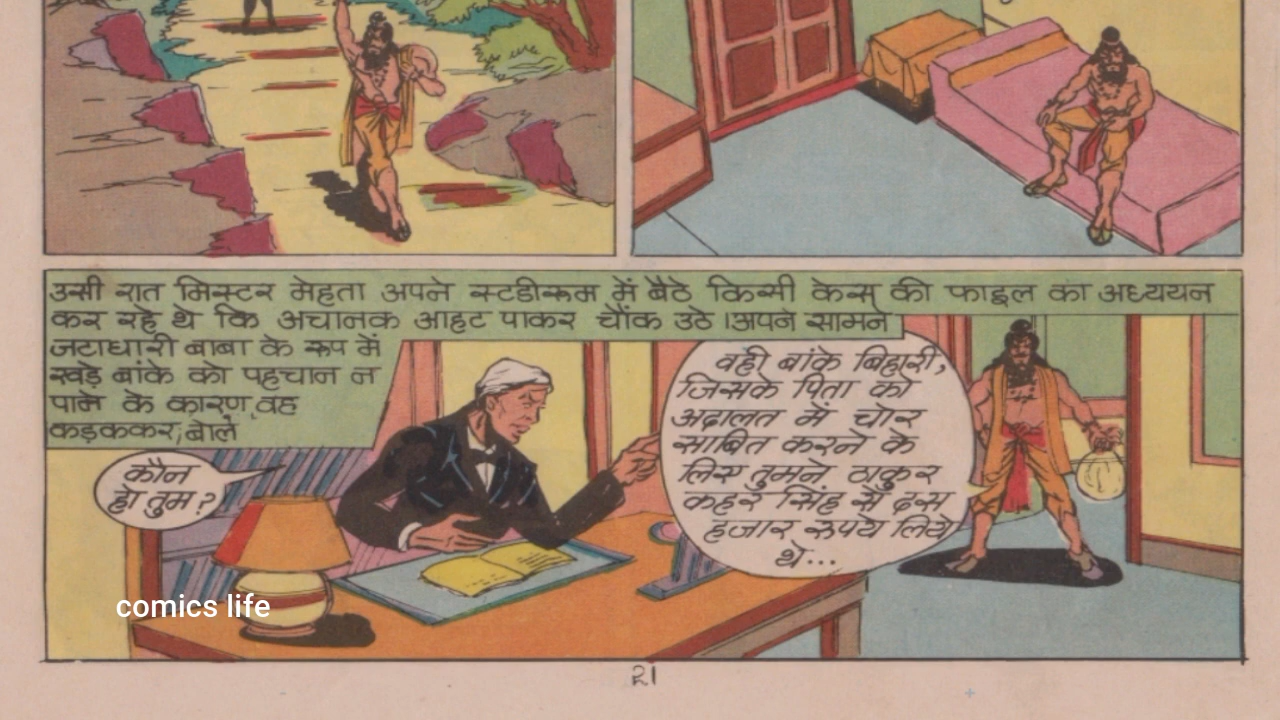 उसी रात मिस्टर मेहता अपने स्टडीरूम में बैठे किसी केस की फाइल का अध्ययन
कर रहे थे कि अचानक आहट पाकर चौंक उठे।अपने सामने
जटाधारी बाबा के रूप में
खड़े बांके को पहचान न
पाने के कारण वह
कड़ककर बोले
कौन
हो तुम?
वही बांके बिहारी,
जिसके पिता को
अदालत में चोर
साबित करने के
लिए तुमने ठाकुर
कहर सिंह से दस
हजार रुपये लिये
थे...
comics life
21